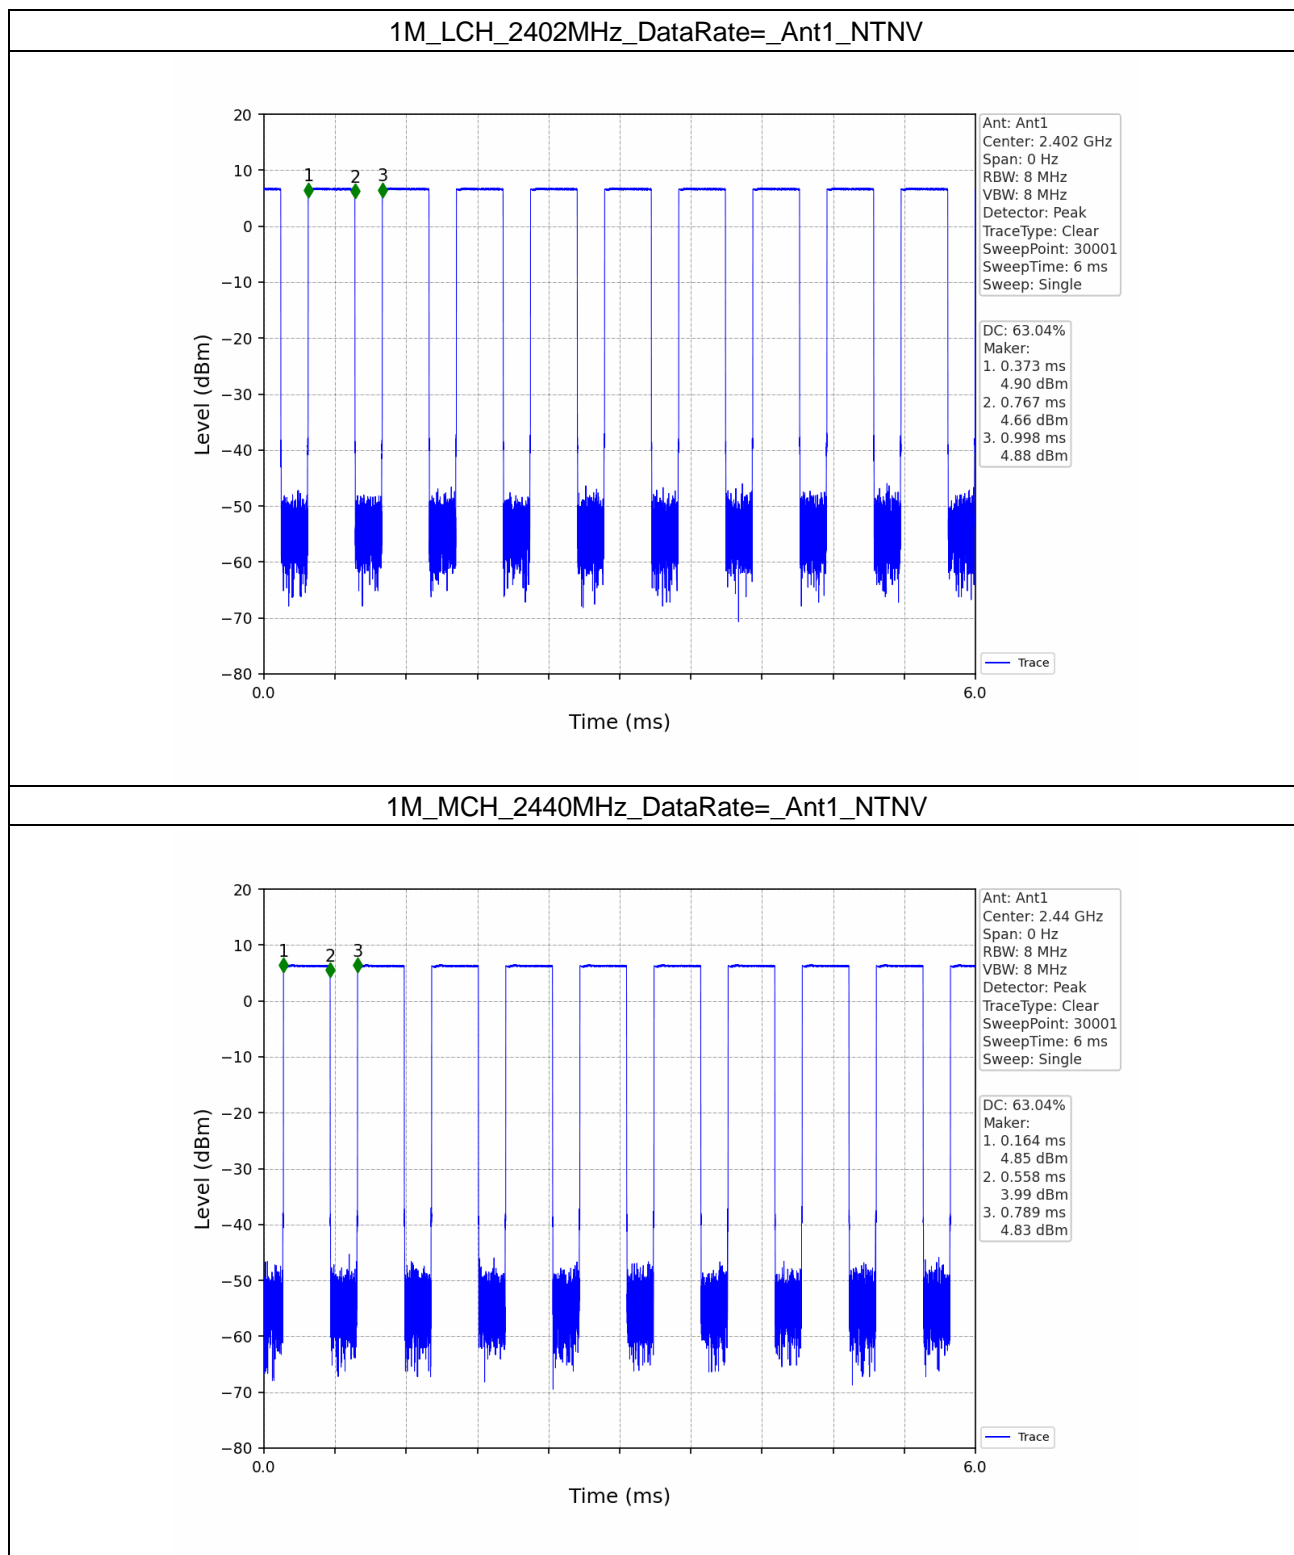 1M_LCH_2402MHz_DataRate=_Ant1_NTNV
20
10
0
−10
−20
−30
−40
−50
−60
−70
−80
Level (dBm)
1
2
3
0.0
6.0
Time (ms)
Ant: Ant1
Center: 2.402 GHz
Span: 0 Hz
RBW: 8 MHz
VBW: 8 MHz
Detector: Peak
TraceType: Clear
SweepPoint: 30001
SweepTime: 6 ms
Sweep: Single
DC: 63.04%
Maker:
1. 0.373 ms
4.90 dBm
2. 0.767 ms
4.66 dBm
3. 0.998 ms
4.88 dBm
Trace
1M_MCH_2440MHz_DataRate=_Ant1_NTNV
20
10
0
−10
−20
−30
−40
−50
−60
−70
−80
Level (dBm)
1
2
3
0.0
6.0
Time (ms)
Ant: Ant1
Center: 2.44 GHz
Span: 0 Hz
RBW: 8 MHz
VBW: 8 MHz
Detector: Peak
TraceType: Clear
SweepPoint: 30001
SweepTime: 6 ms
Sweep: Single
DC: 63.04%
Maker:
1. 0.164 ms
4.85 dBm
2. 0.558 ms
3.99 dBm
3. 0.789 ms
4.83 dBm
Trace